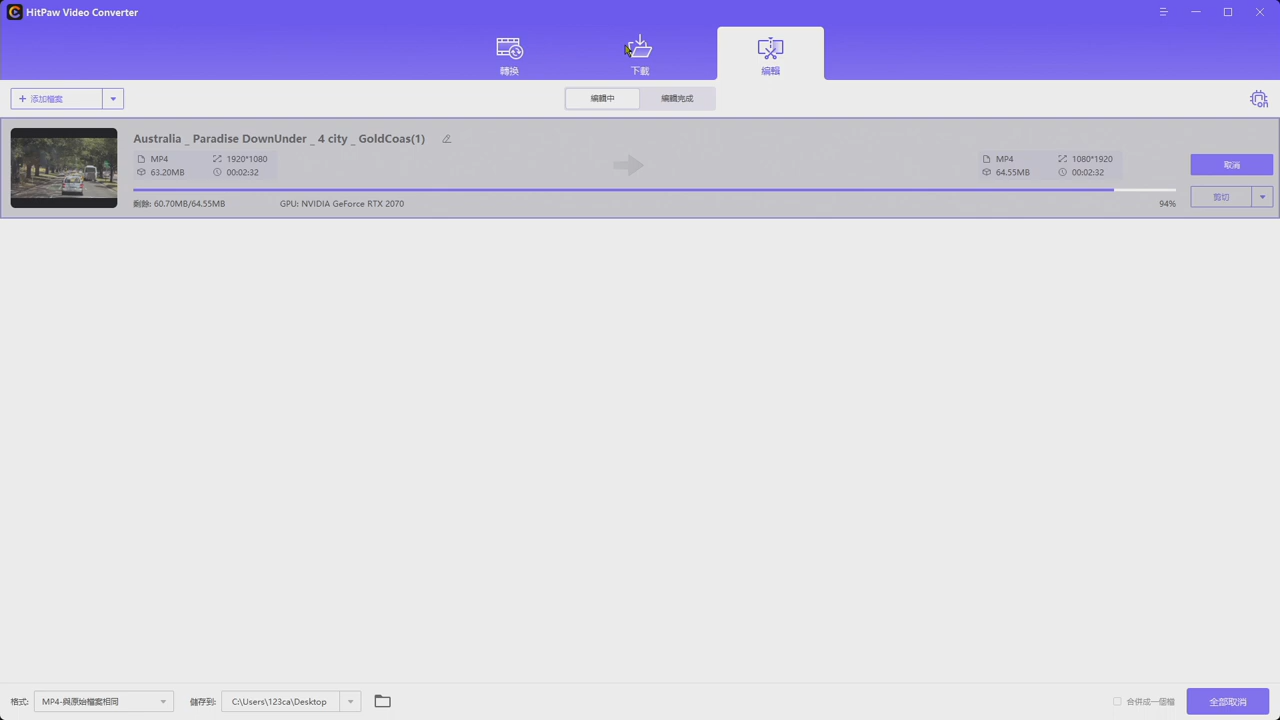 HitPaw Video Converter
轉換
下載
編輯
添加檔案
編輯中
編輯完成
Australia _ Paradise DownUnder _ 4 city _ GoldCoas(1)
MP4
1920*1080
63.20MB
00:02:32
MP4
1080*1920
64.55MB
00:02:32
取消
剪切
剩餘: 60.70MB/64.55MB
GPU: NVIDIA GeForce RTX 2070
94%
格式:
MP4-與原始檔案相同
儲存到:
C:\Users\123ca\Desktop
合併成一個檔
全部取消